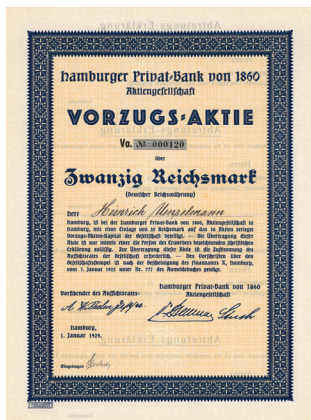 Hamburger Privat-Bank von 1860
Aktiengesellschaft
VORZUGS-AKTIE
Vo. № 000120
über
Zwanzig Reichsmark
(Deutscher Reichswährung)
Herr Heinrich
Hamburg, ist bei der Hamburger Privat-Bank von 1860, Aktiengesellschaft in
Hamburg, mit einer Einlage von 20 Reichsmark auf das in Aktien zerlegte
Vorzugs-Aktien-Kapital der Gesellschaft beteiligt. — Die Übertragung dieser
Aktie ist nur mittels einer die Person des Erwerbers bezeichnenden schriftlichen
Erklärung zulässig. Zur Übertragung dieser Aktie ist die Zustimmung des
Aufsichtsrates der Gesellschaft erforderlich. — Den Vorschriften über den
Gesellschaftsstempel ist nach der Bescheinigung des Finanzamts X, Hamburg,
vom 7. Januar 1925 unter Nr. 777 des Anmeldebuchs genügt.
Hamburger Privat-Bank von 1860
Vorsitzender des Aufsichtsrates: Aktiengesellschaft
Hamburg,
1. Januar 1929.
Eingetragen: